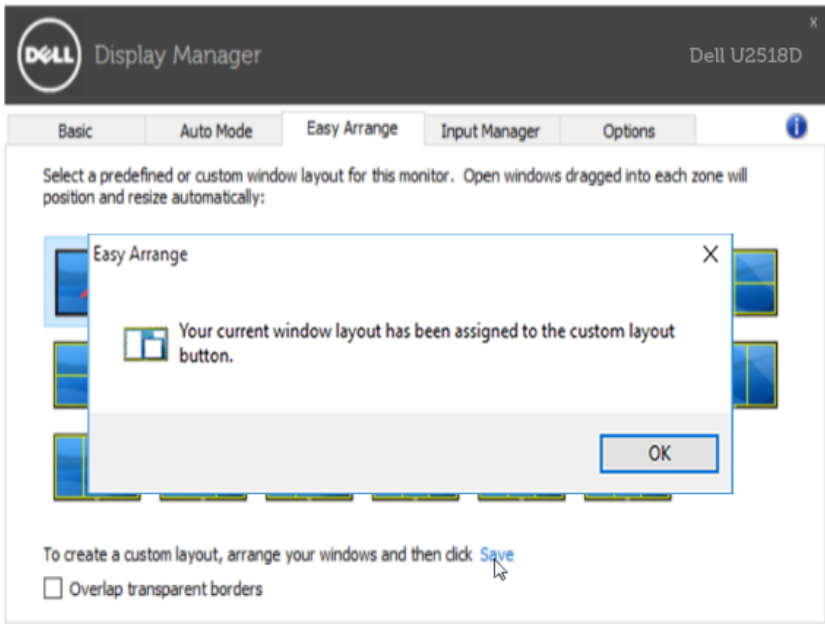 X
DELL Display Manager Dell U2518D
Basic Auto Mode Easy Arrange Input Manager Options i
Select a predefined or custom window layout for this monitor. Open windows dragged into each zone will
position and resize automatically:
Easy Arrange X
Your current window layout has been assigned to the custom layout
button.
OK
To create a custom layout, arrange your windows and then click Save
Overlap transparent borders